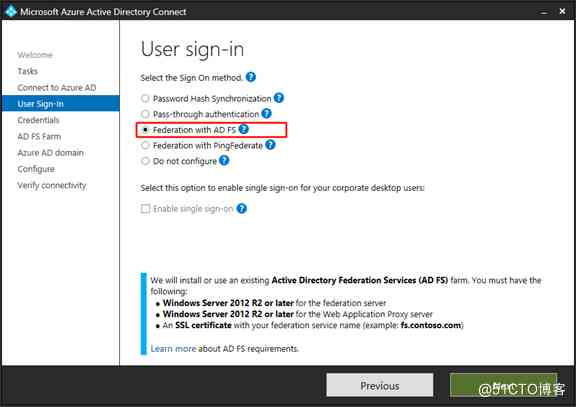 Microsoft Azure Active Directory Connect
Welcome
Tasks
Connect to Azure AD
User Sign-In
Credentials
AD FS Farm
Azure AD domain
Configure
Verify connectivity
User sign-in
Select the Sign On method. ?
Password Hash Synchronization ?
Pass-through authentication ?
Federation with AD FS ?
Federation with PingFederate ?
Do not configure ?
Select this option to enable single sign-on for your corporate desktop users:
Enable single sign-on ?
We will install or use an existing Active Directory Federation Services (AD FS) farm. You must have the
following:
• Windows Server 2012 R2 or later for the federation server
• Windows Server 2012 R2 or later for the Web Application Proxy server
• An SSL certificate with your federation service name (example: fs.contoso.com)
Learn more about AD FS requirements.
Previous
Next
@51CTO博客